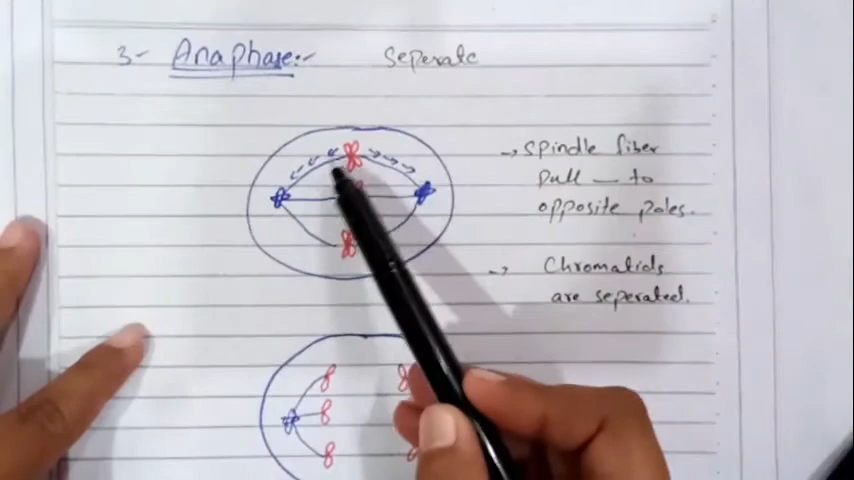 3- Anaphase:-
seperate
→ Spindle fiber
pull — to
opposite poles.
→ Chromatids
are seperated.